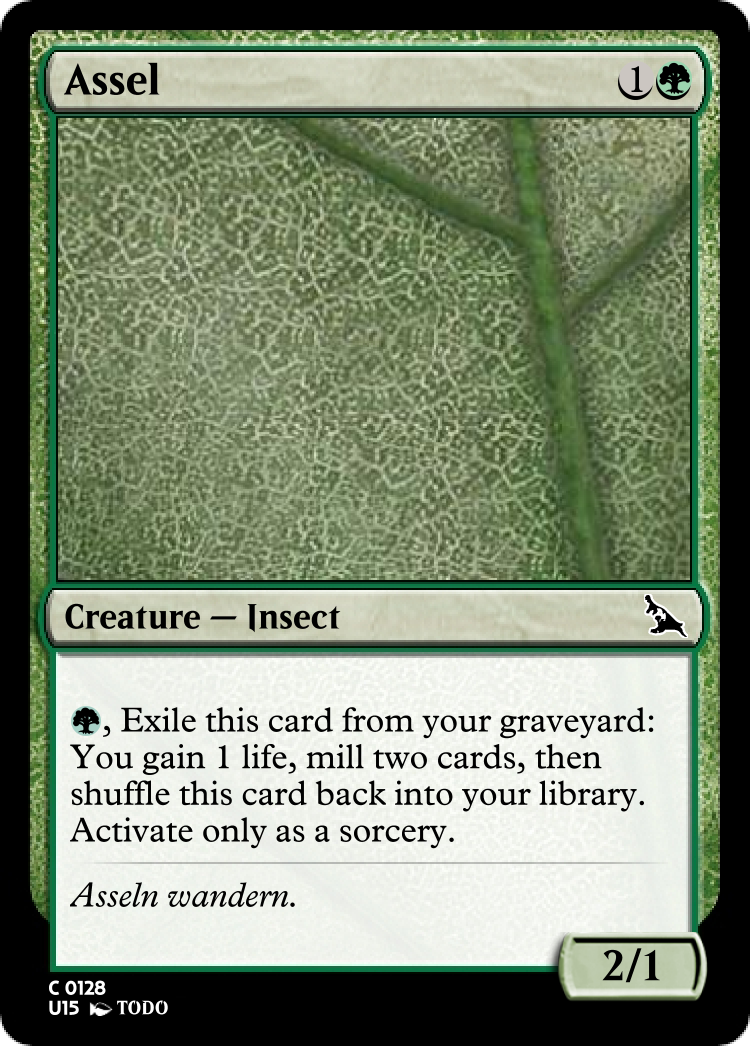 Assel 1
Creature — Insect
, Exile this card from your graveyard:
You gain 1 life, mill two cards, then
shuffle this card back into your library.
Activate only as a sorcery.
Asseln wandern.
2/1
C 0128
U15 TODO